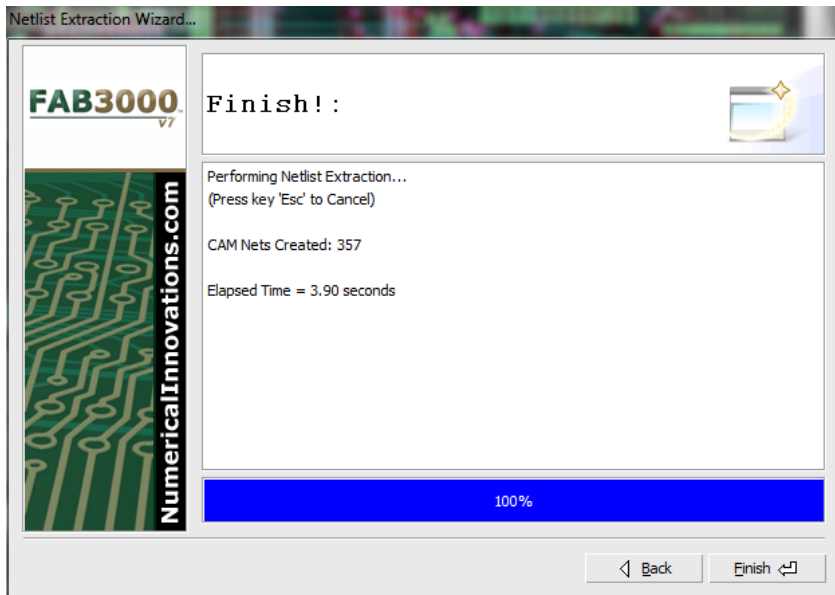 Netlist Extraction Wizard...
FAB3000
v7
Finish!:
NumericalInnovations.com
Performing Netlist Extraction...
(Press key 'Esc' to Cancel)
CAM Nets Created: 357
Elapsed Time = 3.90 seconds
100%
Back
Finish